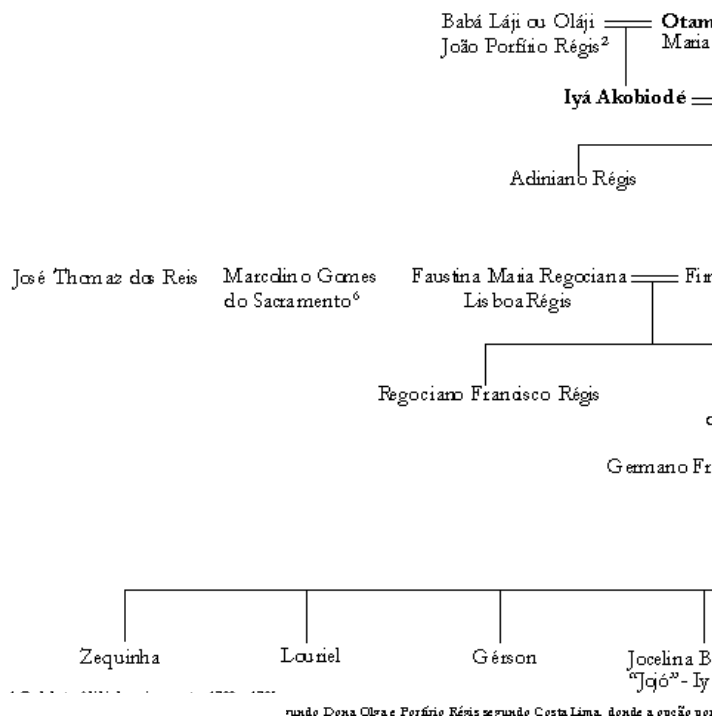 Babá Láji ou Oláji Otam
João Porfírio Régis² Maria
Iyá Akobiodé
Adiniano Régis
José Thomaz dos Reis Marcolino Gomes Faustina Maria Regociana Fir
do Sacramento⁶ Lisboa Régis
Regociano Francisco Régis
Germano Fr
Zequinha Louriel Gérson Jocelina B
"Jojó" - Iy
Dona Olga e Porfírio Régis segundo Costa Lima, donde a opção por